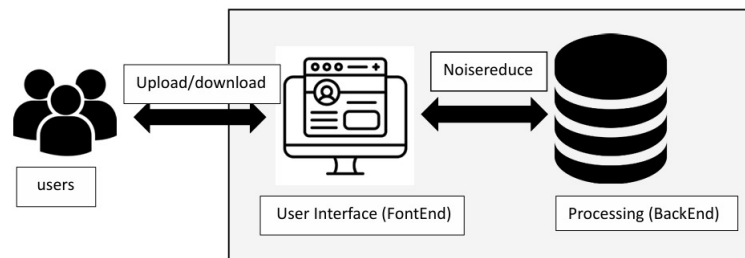 Upload/download
Noisereduce
users
User Interface (FontEnd)
Processing (BackEnd)